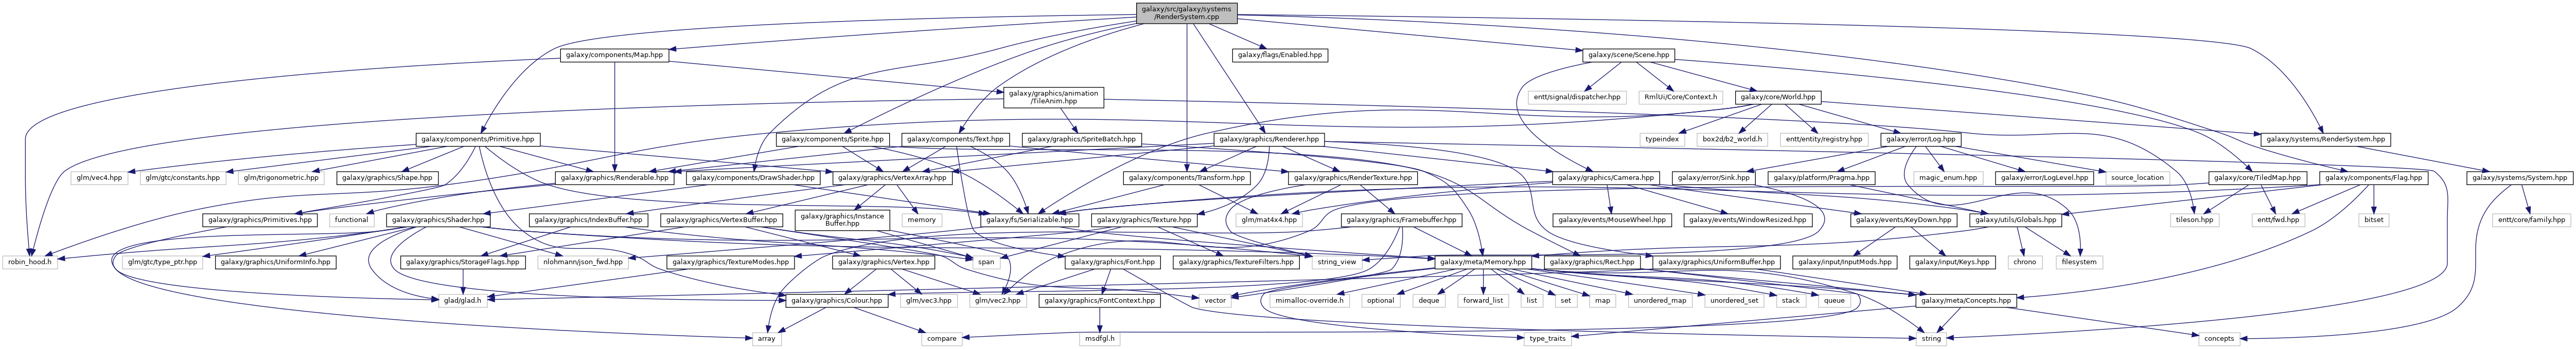 galaxy/src/galaxy/systems
/RenderSystem.cpp
galaxy/components/Map.hpp
galaxy/flags/Enabled.hpp
galaxy/scene/Scene.hpp
galaxy/graphics/animation
/TileAnim.hpp
entt/signal/dispatcher.hpp
RmlUi/Core/Context.h
galaxy/core/World.hpp
galaxy/components/Primitive.hpp
galaxy/components/Sprite.hpp
galaxy/components/Text.hpp
galaxy/graphics/SpriteBatch.hpp
galaxy/graphics/Renderer.hpp
typeindex
box2d/b2_world.h
entt/entity/registry.hpp
galaxy/error/Log.hpp
galaxy/systems/RenderSystem.hpp
glm/vec4.hpp
glm/gtc/constants.hpp
glm/trigonometric.hpp
galaxy/graphics/Shape.hpp
galaxy/graphics/Renderable.hpp
galaxy/components/DrawShader.hpp
galaxy/graphics/VertexArray.hpp
galaxy/components/Transform.hpp
galaxy/graphics/RenderTexture.hpp
galaxy/graphics/Camera.hpp
galaxy/error/Sink.hpp
galaxy/platform/Pragma.hpp
magic_enum.hpp
galaxy/error/LogLevel.hpp
source_location
galaxy/core/TiledMap.hpp
galaxy/components/Flag.hpp
galaxy/systems/System.hpp
galaxy/graphics/Primitives.hpp
functional
galaxy/graphics/Shader.hpp
galaxy/graphics/IndexBuffer.hpp
galaxy/graphics/VertexBuffer.hpp
galaxy/graphics/Instance
Buffer.hpp
memory
galaxy/fs/Serializable.hpp
galaxy/graphics/Texture.hpp
glm/mat4x4.hpp
galaxy/graphics/Framebuffer.hpp
galaxy/events/MouseWheel.hpp
galaxy/events/WindowResized.hpp
galaxy/events/KeyDown.hpp
galaxy/utils/Globals.hpp
tileson.hpp
entt/fwd.hpp
bitset
entt/core/family.hpp
robin_hood.h
glm/gtc/type_ptr.hpp
galaxy/graphics/UniformInfo.hpp
galaxy/graphics/StorageFlags.hpp
nlohmann/json_fwd.hpp
galaxy/graphics/TextureModes.hpp
galaxy/graphics/Vertex.hpp
span
galaxy/graphics/Font.hpp
galaxy/graphics/TextureFilters.hpp
string_view
galaxy/meta/Memory.hpp
galaxy/graphics/Rect.hpp
galaxy/graphics/UniformBuffer.hpp
galaxy/input/InputMods.hpp
galaxy/input/Keys.hpp
chrono
filesystem
glad/glad.h
galaxy/graphics/Colour.hpp
glm/vec3.hpp
glm/vec2.hpp
galaxy/graphics/FontContext.hpp
vector
mimalloc-override.h
optional
deque
forward_list
list
set
map
unordered_map
unordered_set
stack
queue
galaxy/meta/Concepts.hpp
array
compare
msdfgl.h
type_traits
string
concepts